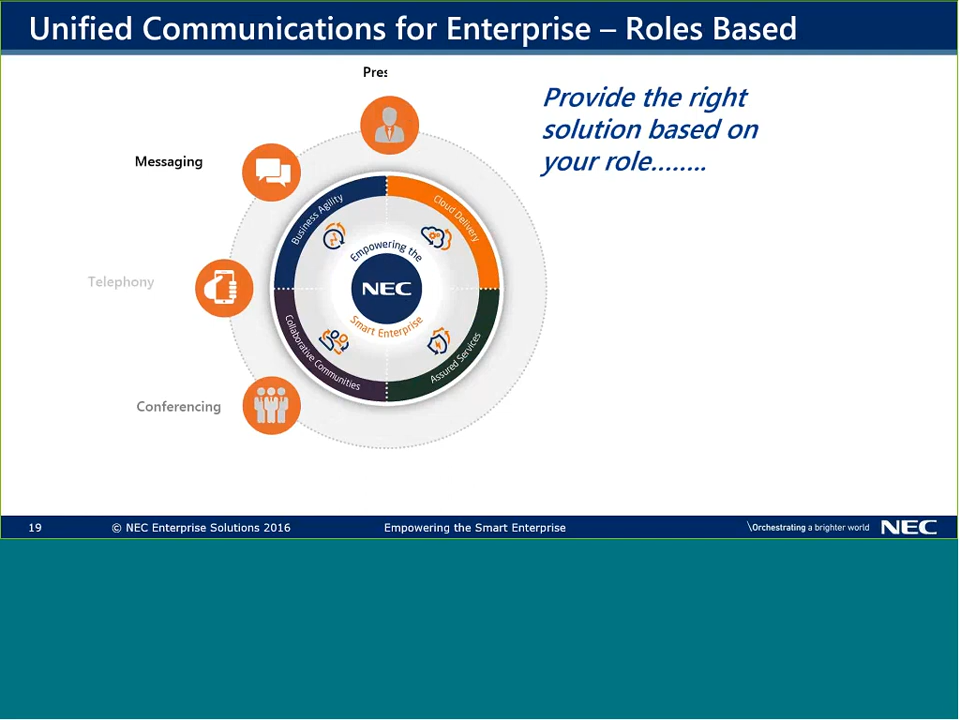 Unified Communications for Enterprise – Roles Based
Pres
Provide the right
solution based on
your role........
Messaging
Telephony
Conferencing
Business Agility
Cloud Delivery
Empowering the
NEC
Smart Enterprise
Collaborative Communities
Assured Services
19
© NEC Enterprise Solutions 2016
Empowering the Smart Enterprise
\Orchestrating a brighter world
NEC